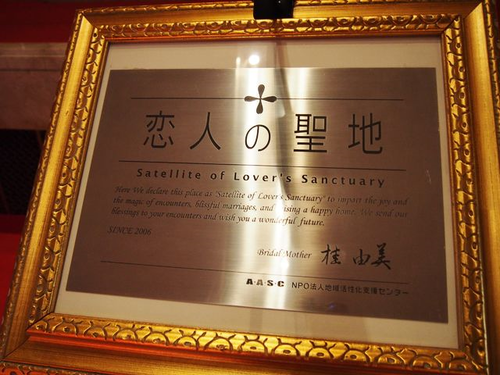 恋人の聖地
Satellite of Lover's Sanctuary
Now We declare this place as 'Satellite of Lover's Sanctuary' to impart the joy and
the magic of encounters, blissful marriages, and raising a happy home. We send our
blessings to your encounters and wish you a wonderful future.
SINCE 2006
Bridal Mother 桂 由美
A·A·S·C NPO法人地域活性化支援センター